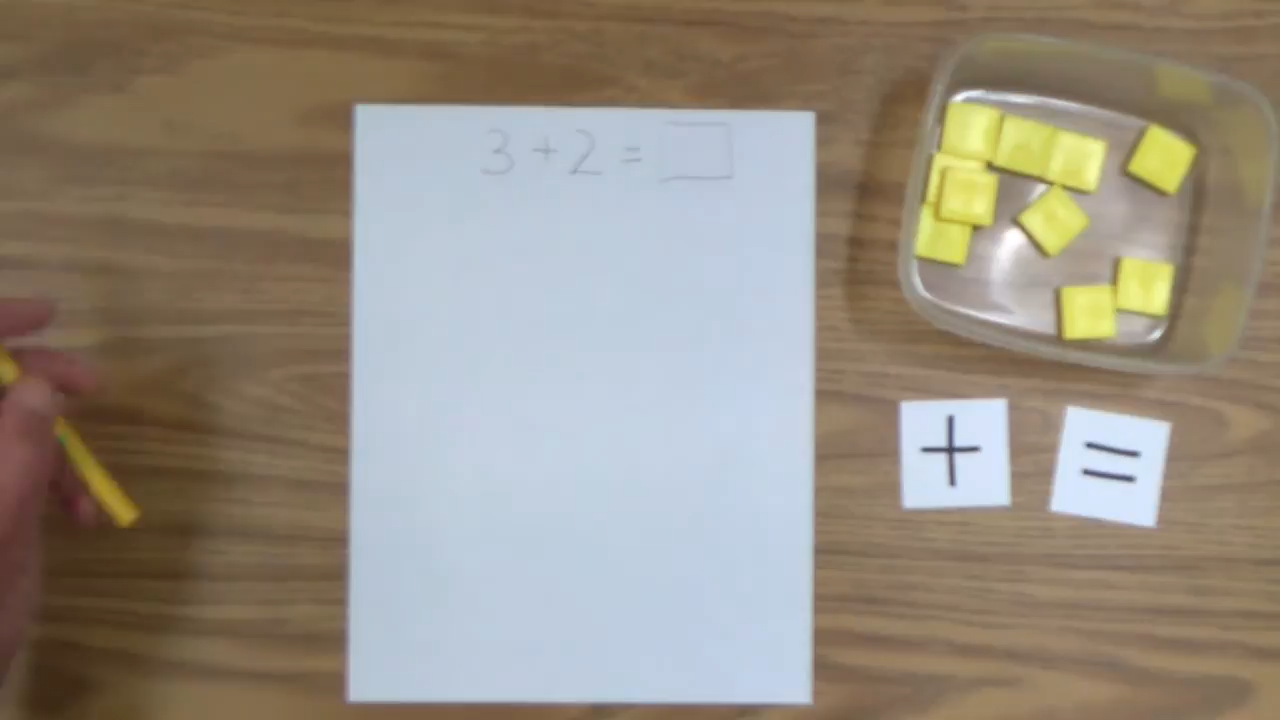 3 + 2 = □
+ =